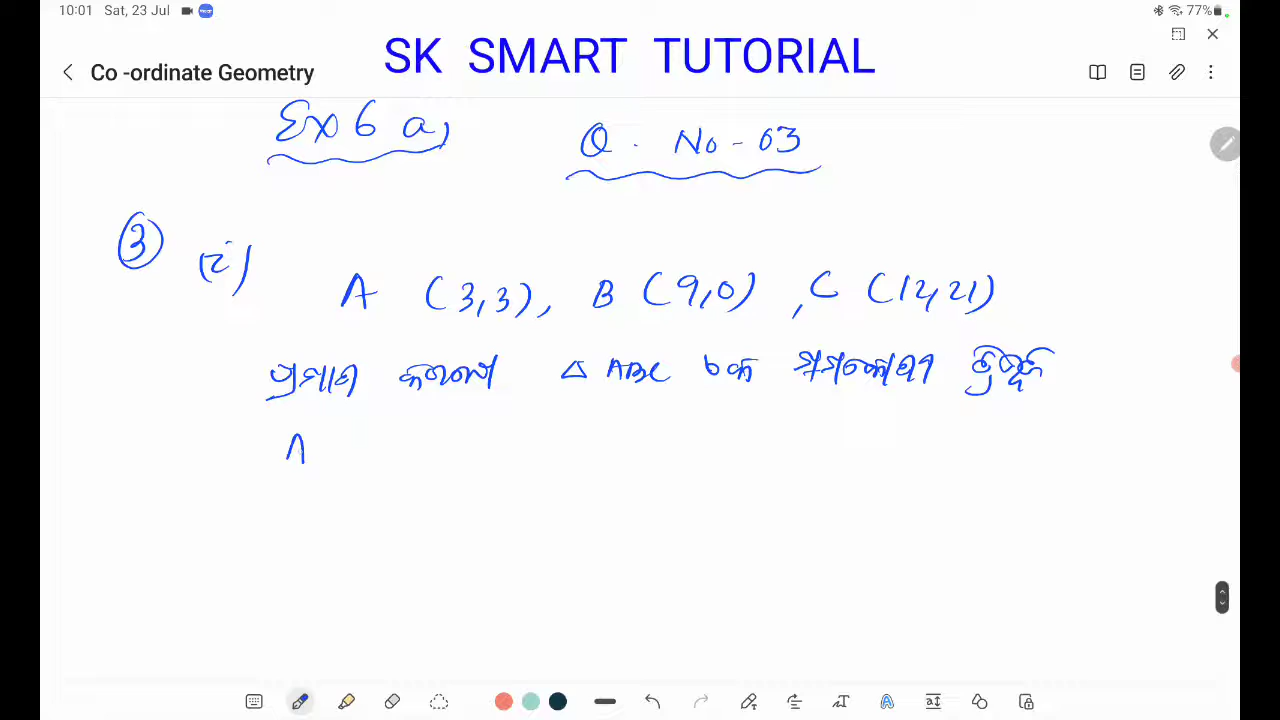 10:01 Sat, 23 Jul
77%
SK SMART TUTORIAL
Co -ordinate Geometry
Ex 6 a)
Q. No - 03
③ (i)
A (3,3), B (9,0), C (12,21)
ପ୍ରମାଣ କରଯେ Δ ABC ଏକ ସମକୋଣୀ ତ୍ରିଭୁଜ
A